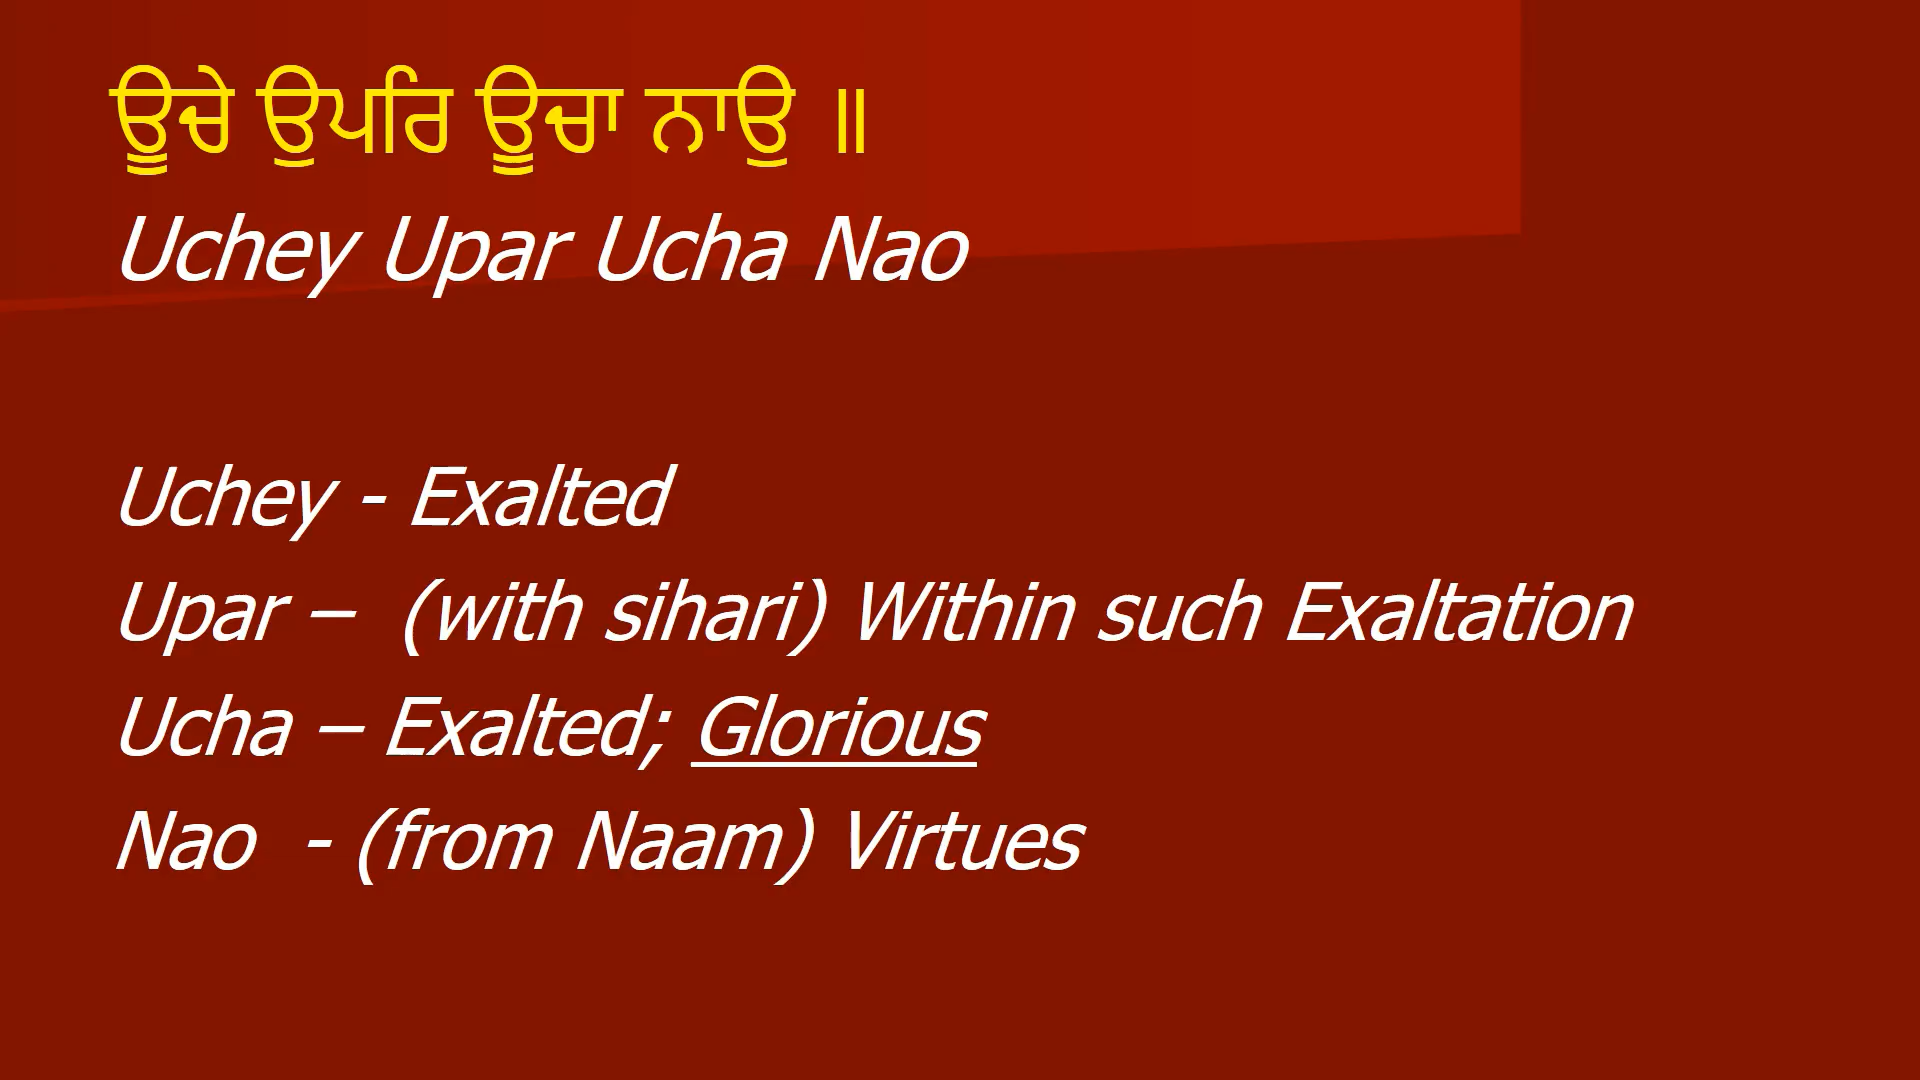 ਊਚੇ ਉਪਰਿ ਊਚਾ ਨਾਉ ॥
Uchey Upar Ucha Nao
Uchey - Exalted
Upar – (with sihari) Within such Exaltation
Ucha – Exalted; Glorious
Nao - (from Naam) Virtues